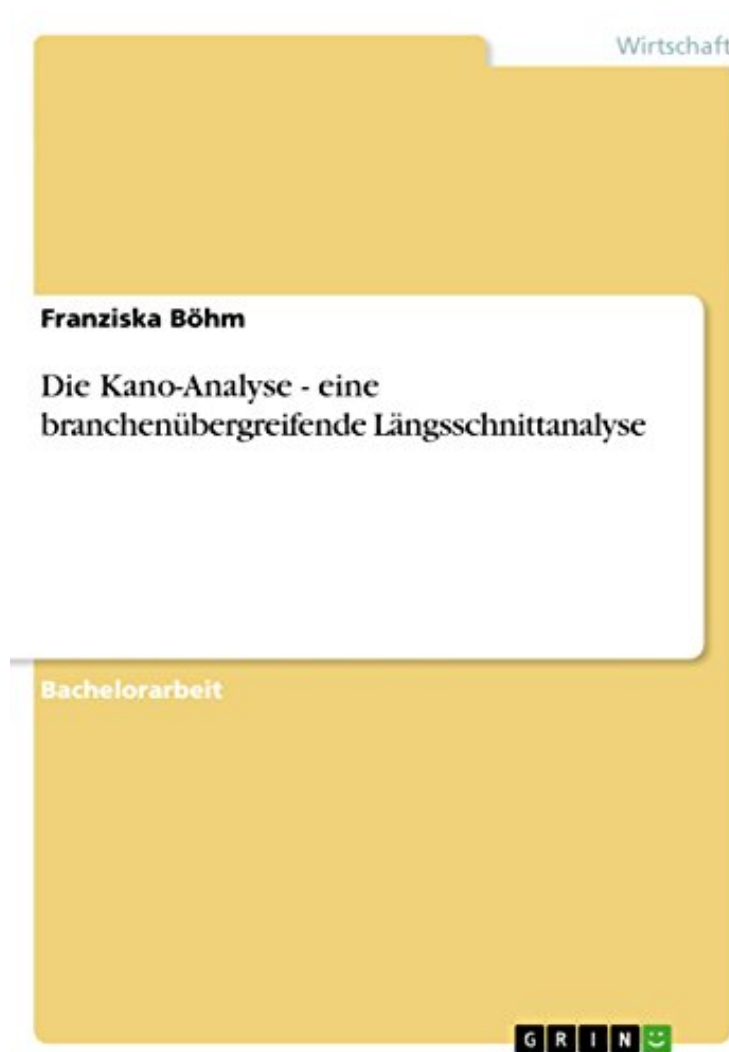 Wirtschaft
Franziska Böhm
Die Kano-Analyse - eine
branchenübergreifende Längsschnittanalyse
Bachelorarbeit
GRIN